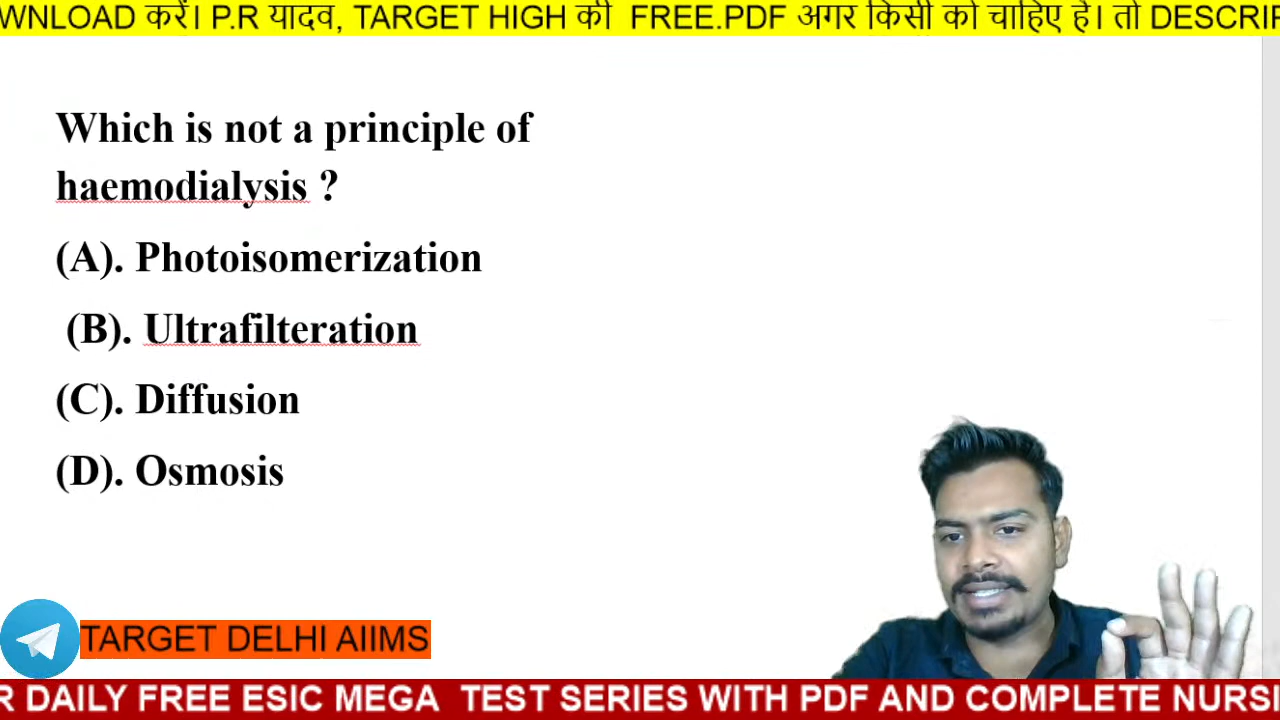 WNLOAD करें। P.R यादव, TARGET HIGH की FREE.PDF अगर किसी को चाहिए है। तो DESCRIP
Which is not a principle of
haemodialysis ?
(A). Photoisomerization
(B). Ultrafilteration
(C). Diffusion
(D). Osmosis
TARGET DELHI AIIMS
R DAILY FREE ESIC MEGA TEST SERIES WITH PDF AND COMPLETE NURSI